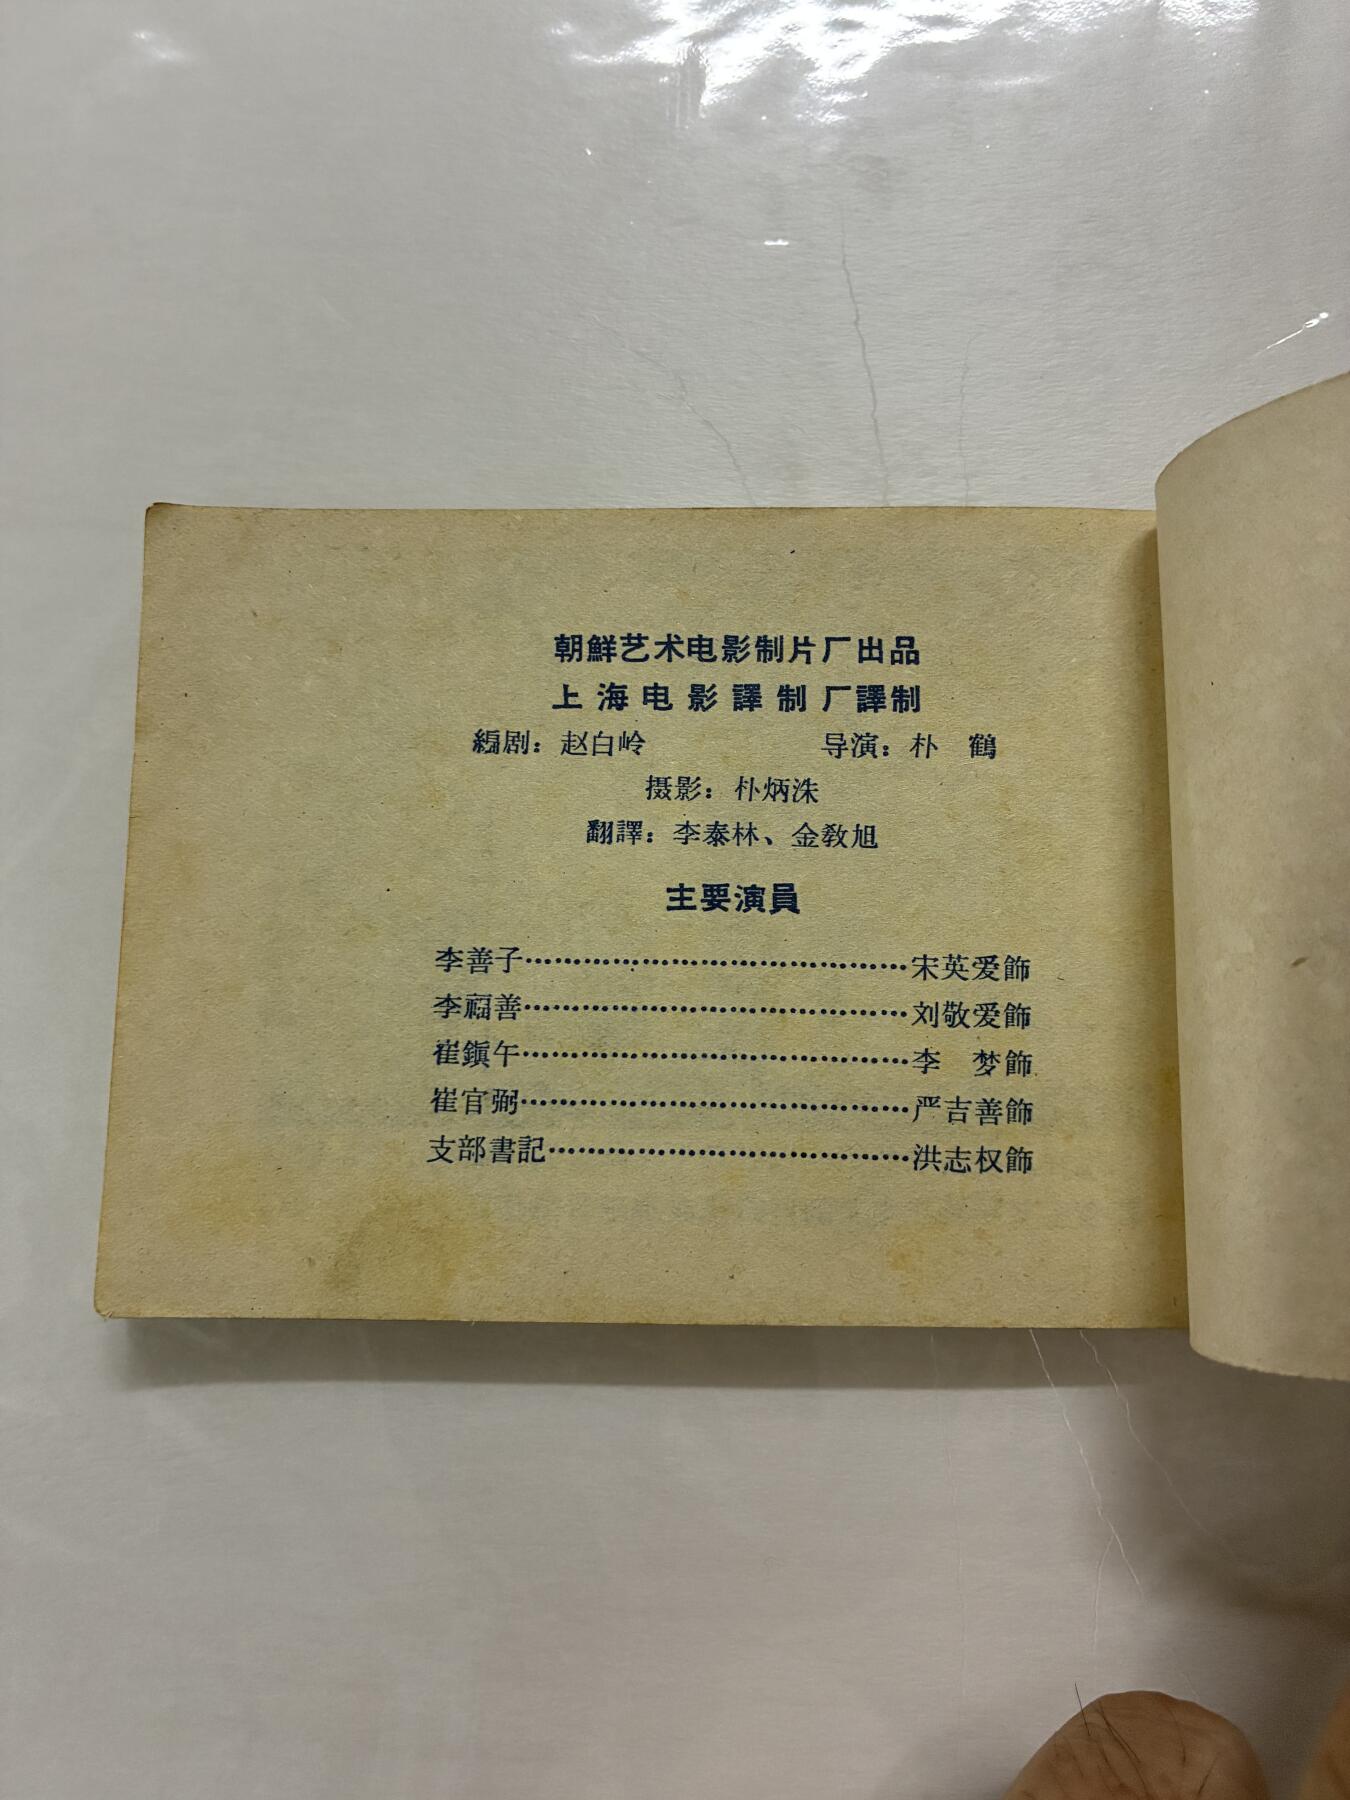 朝鮮艺术电影制片厂出品
上海电影譯制厂譯制
編剧：赵白岭　导演：朴　鶴
摄影：朴炳洙
翻譯：李泰林、金敎旭
主要演員
李善子……………………………………宋英爱飾
李福善……………………………………刘敬爱飾
崔鎭午……………………………………李　梦飾
崔官弼……………………………………严吉善飾
支部書記…………………………………洪志权飾